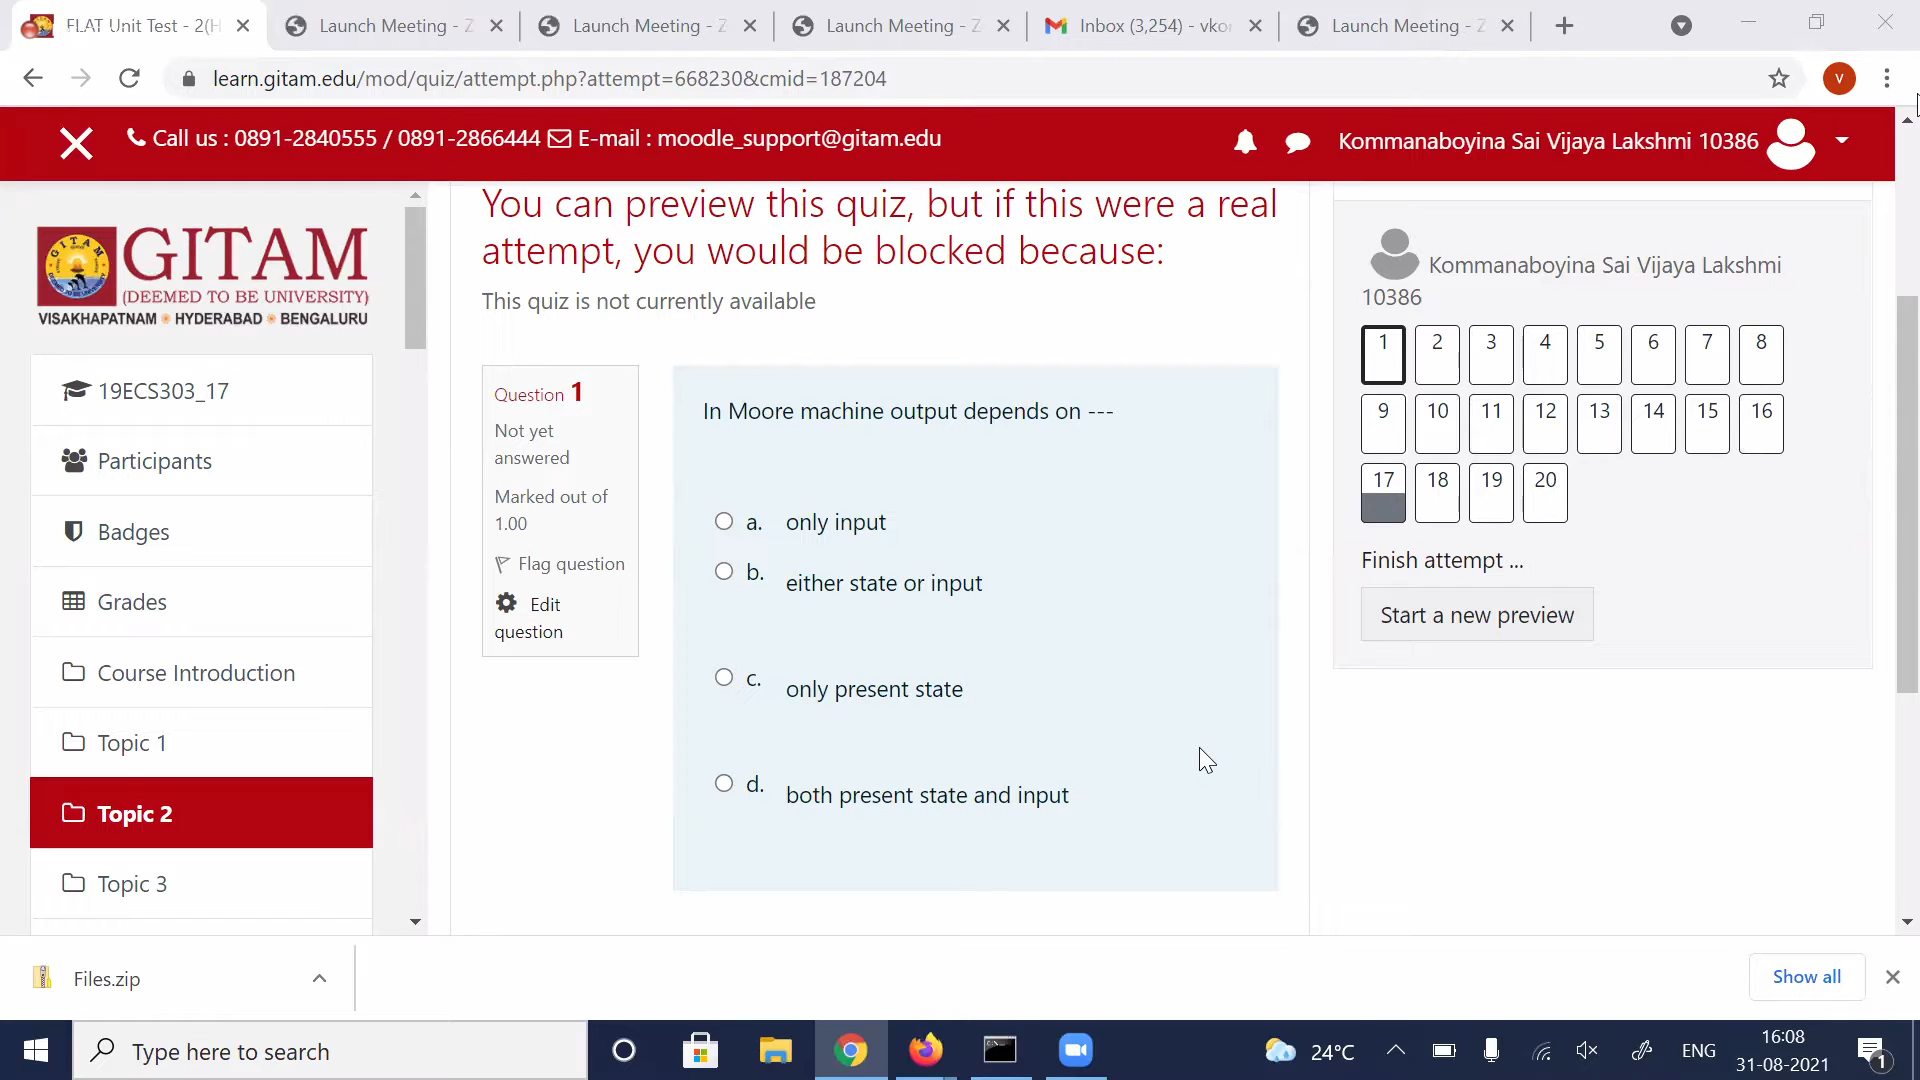 FLAT Unit Test - 2(H
Launch Meeting - Z
Launch Meeting - Z
Launch Meeting - Z
Inbox (3,254) - vkor
Launch Meeting - Z
learn.gitam.edu/mod/quiz/attempt.php?attempt=668230&cmid=187204
V
Call us : 0891-2840555 / 0891-2866444 E-mail : moodle_support@gitam.edu
Kommanaboyina Sai Vijaya Lakshmi 10386
GITAM
(DEEMED TO BE UNIVERSITY)
VISAKHAPATNAM HYDERABAD BENGALURU
19ECS303_17
Participants
Badges
Grades
Course Introduction
Topic 1
Topic 2
Topic 3
You can preview this quiz, but if this were a real
attempt, you would be blocked because:
This quiz is not currently available
Question 1
Not yet
answered
Marked out of
1.00
Flag question
Edit
question
In Moore machine output depends on ---
a. only input
b. either state or input
c. only present state
d. both present state and input
Kommanaboyina Sai Vijaya Lakshmi
10386
1 2 3 4 5 6 7 8
9 10 11 12 13 14 15 16
17 18 19 20
Finish attempt ...
Start a new preview
Files.zip
Show all
Type here to search
24°C
ENG
16:08
31-08-2021
1